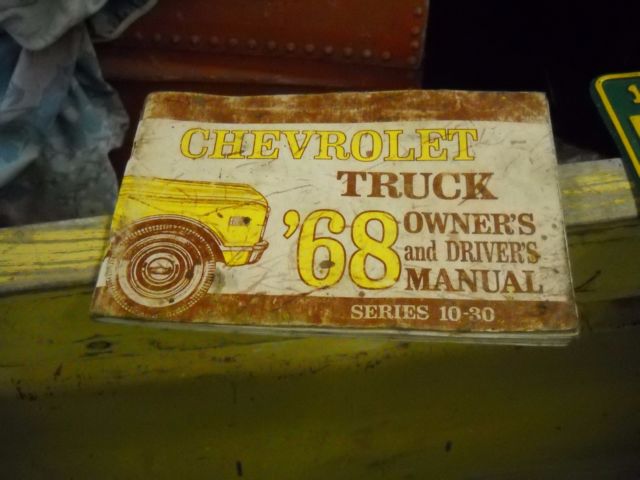 CHEVROLET
TRUCK
'68 OWNER'S
and DRIVER'S
MANUAL
SERIES 10-30